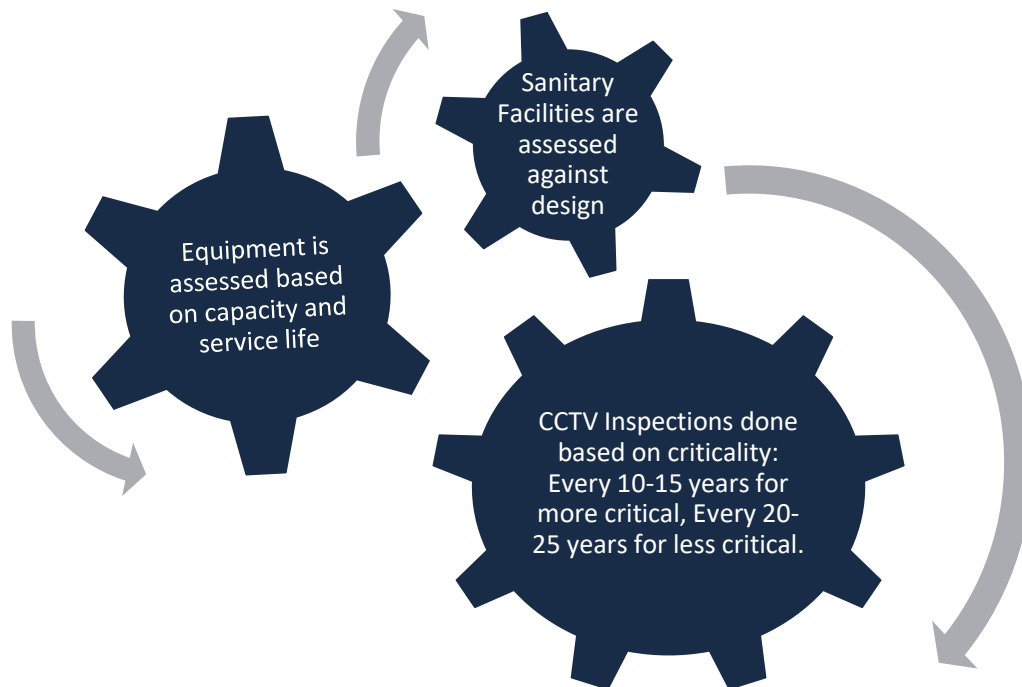 Sanitary
Facilities are
assessed
against
design
Equipment is
assessed based
on capacity and
service life
CCTV Inspections done
based on criticality:
Every 10-15 years for
more critical, Every 20-
25 years for less critical.